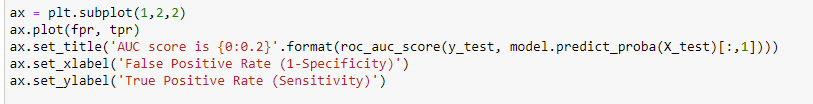 ax = plt.subplot(1,2,2)
ax.plot(fpr, tpr)
ax.set_title('AUC score is {0:0.2}'.format(roc_auc_score(y_test, model.predict_proba(X_test)[:,1])))
ax.set_xlabel('False Positive Rate (1-Specificity)')
ax.set_ylabel('True Positive Rate (Sensitivity)')